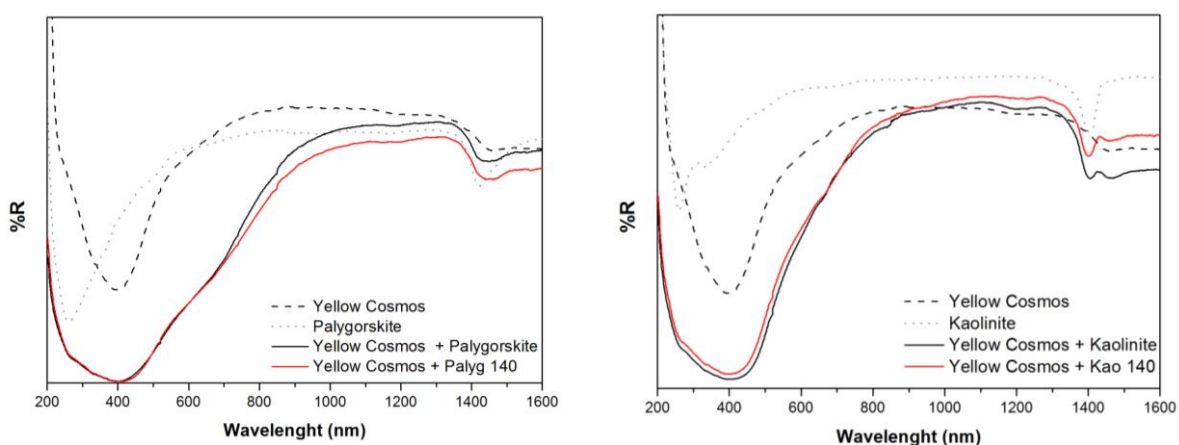 %R
Yellow Cosmos
Palygorskite
Yellow Cosmos + Palygorskite
Yellow Cosmos + Palyg 140
200 400 600 800 1000 1200 1400 1600
Wavelenght (nm)
%R
Yellow Cosmos
Kaolinite
Yellow Cosmos + Kaolinite
Yellow Cosmos + Kao 140
200 400 600 800 1000 1200 1400 1600
Wavelenght (nm)